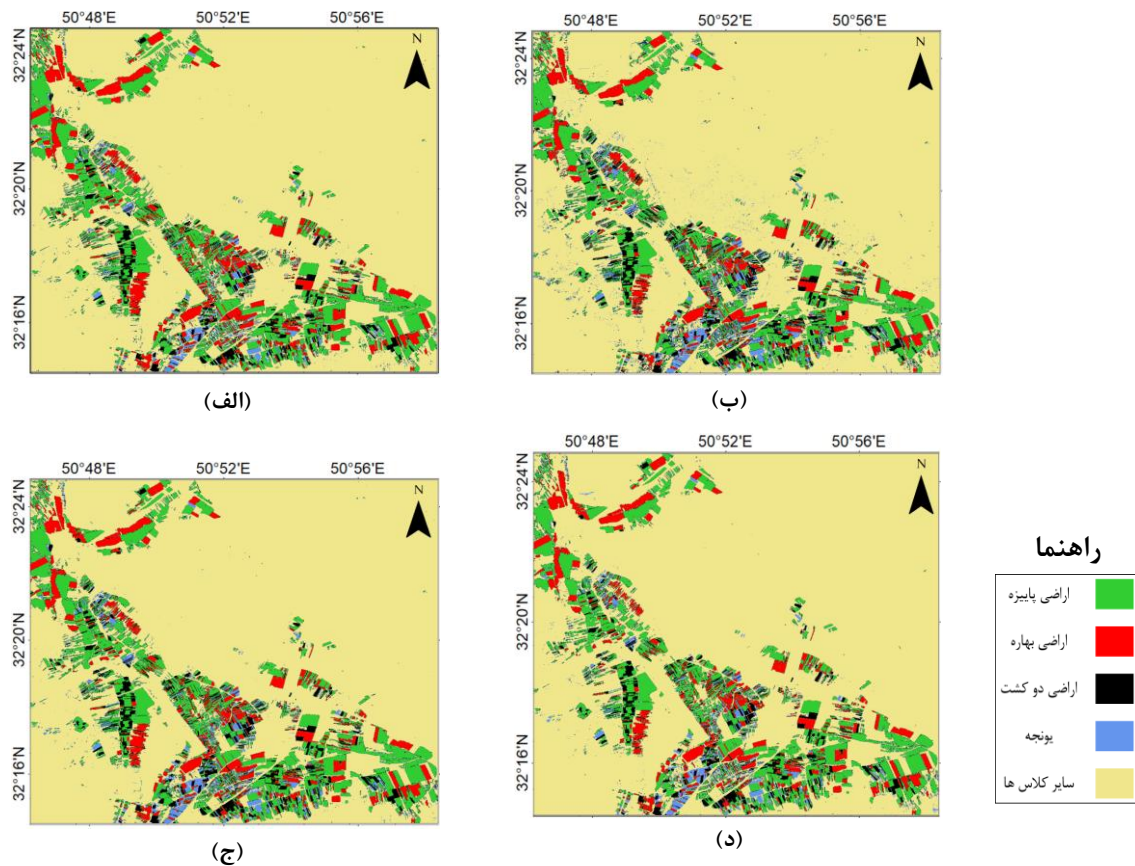 50°48'E 50°52'E 50°56'E
32°24'N
32°20'N
32°16'N
N
(الف)
50°48'E 50°52'E 50°56'E
32°24'N
32°20'N
32°16'N
N
(ب)
50°48'E 50°52'E 50°56'E
32°24'N
32°20'N
32°16'N
N
(ج)
50°48'E 50°52'E 50°56'E
32°24'N
32°20'N
32°16'N
N
(د)
راهنما
اراضی پاییزه
اراضی بهاره
اراضی دو کشت
یونجه
سایر کلاس ها